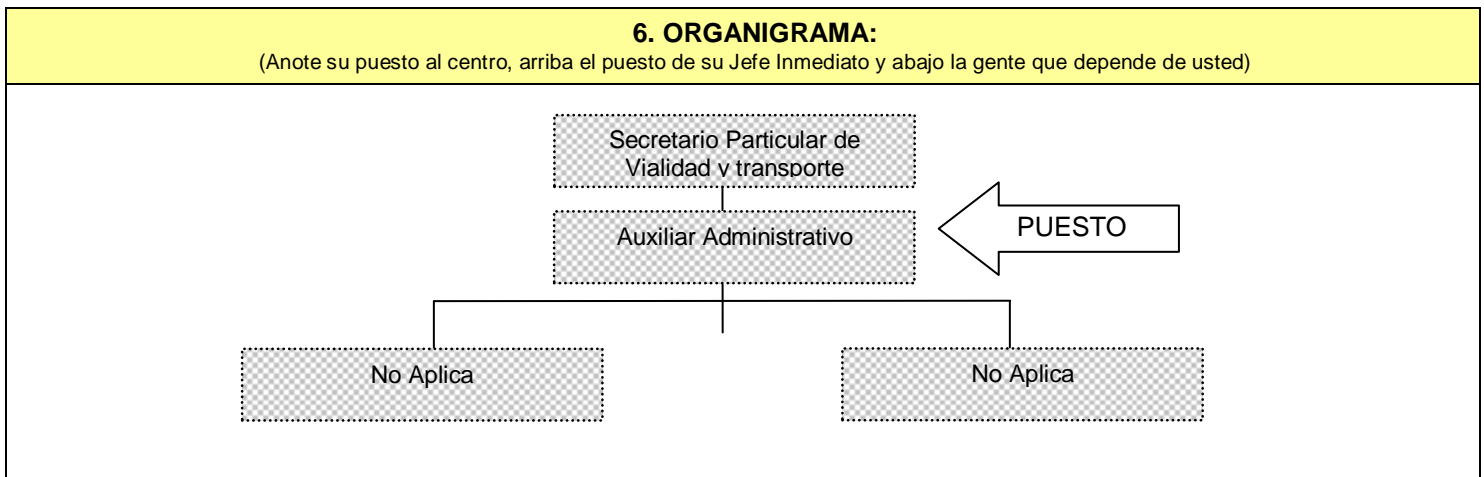 6. ORGANIGRAMA:
(Anote su puesto al centro, arriba el puesto de su Jefe Inmediato y abajo la gente que depende de usted)
Secretario Particular de
Vialidad y transporte
Auxiliar Administrativo
PUESTO
No Aplica
No Aplica